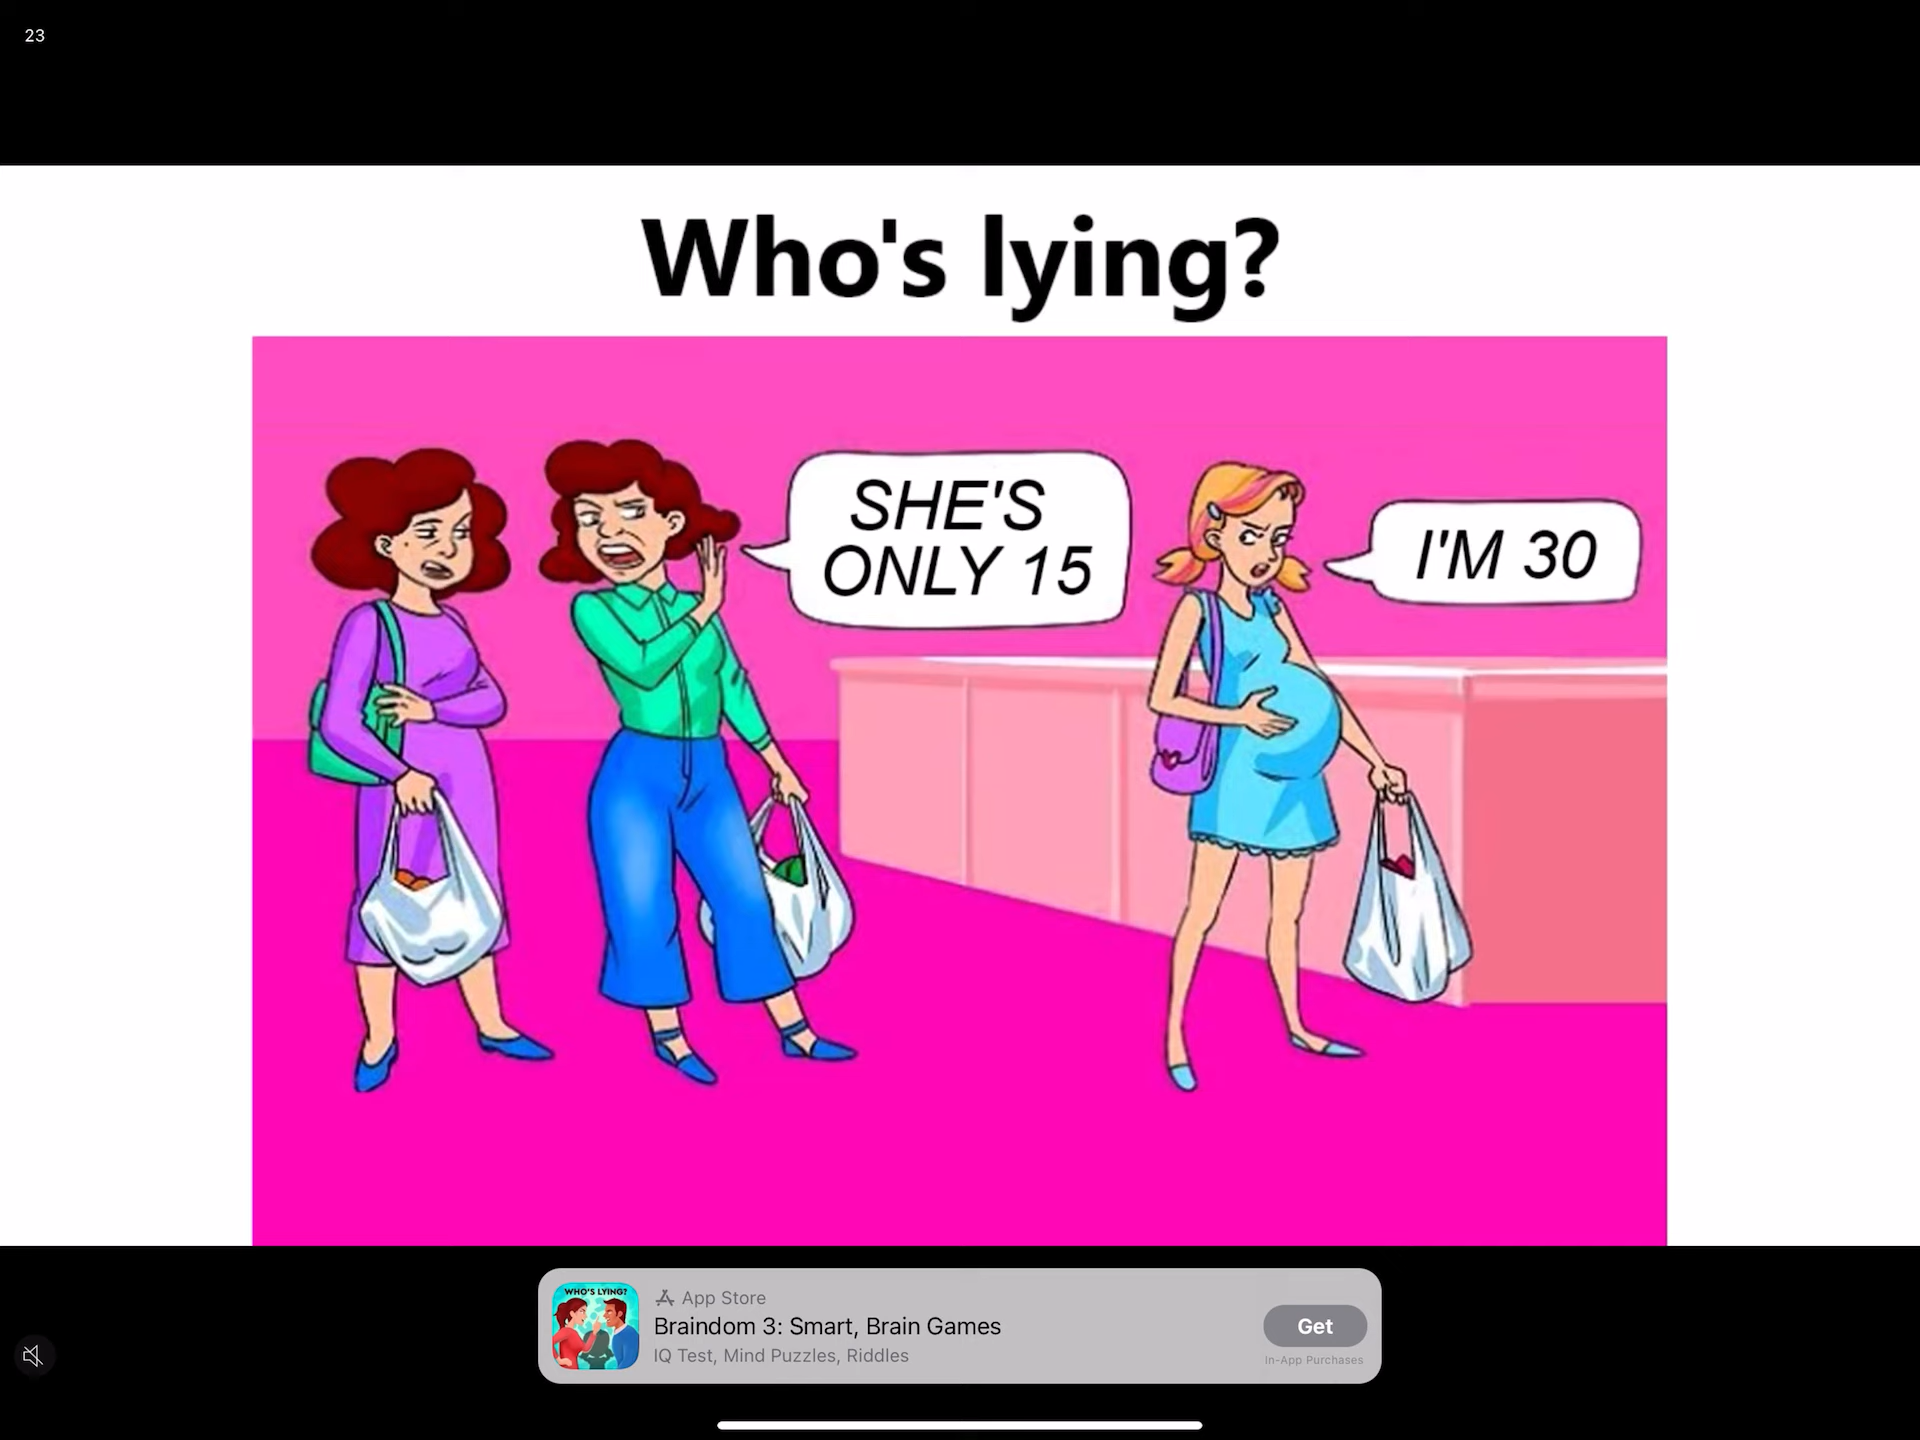 23
Who's lying?
SHE'S
ONLY 15
I'M 30
WHO'S LYING?
App Store
Braindom 3: Smart, Brain Games
IQ Test, Mind Puzzles, Riddles
Get
In-App Purchases